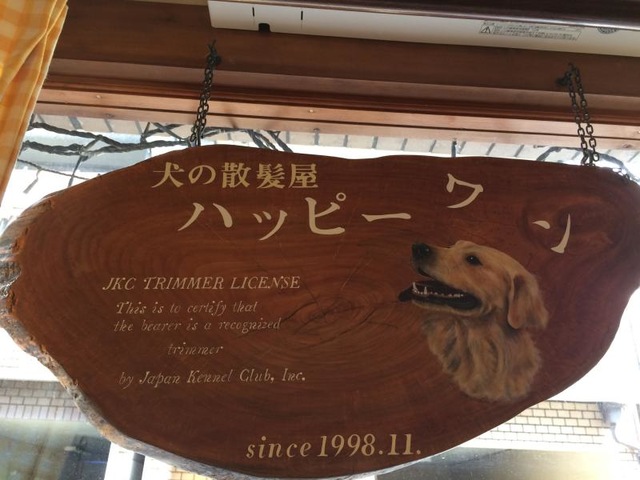 犬の散髪屋
ハッピーワン
JKC TRIMMER LICENSE
This is to certify that
the bearer is a recognized
trimmer
by Japan Kennel Club, Inc.
since 1998.11.